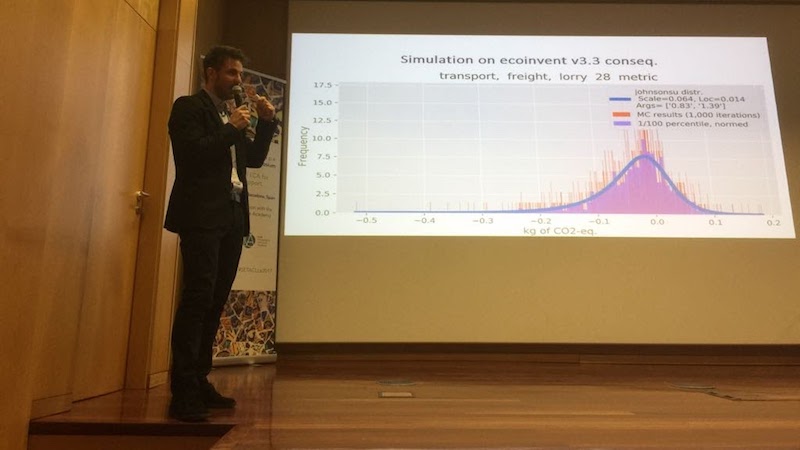 Simulation on ecoinvent v3.3 conseq.
transport, freight, lorry 28 metric
Frequency
17.5
15.0
12.5
10.0
7.5
5.0
2.5
0.0
johnsonsu distr.
Scale=0.064, Loc=0.014
Args= ['0.83', '1.39']
MC results (1,000 iterations)
1/100 percentile, normed
−0.5 −0.4 −0.3 −0.2 −0.1 0.0 0.1 0.2
kg of CO2-eq.